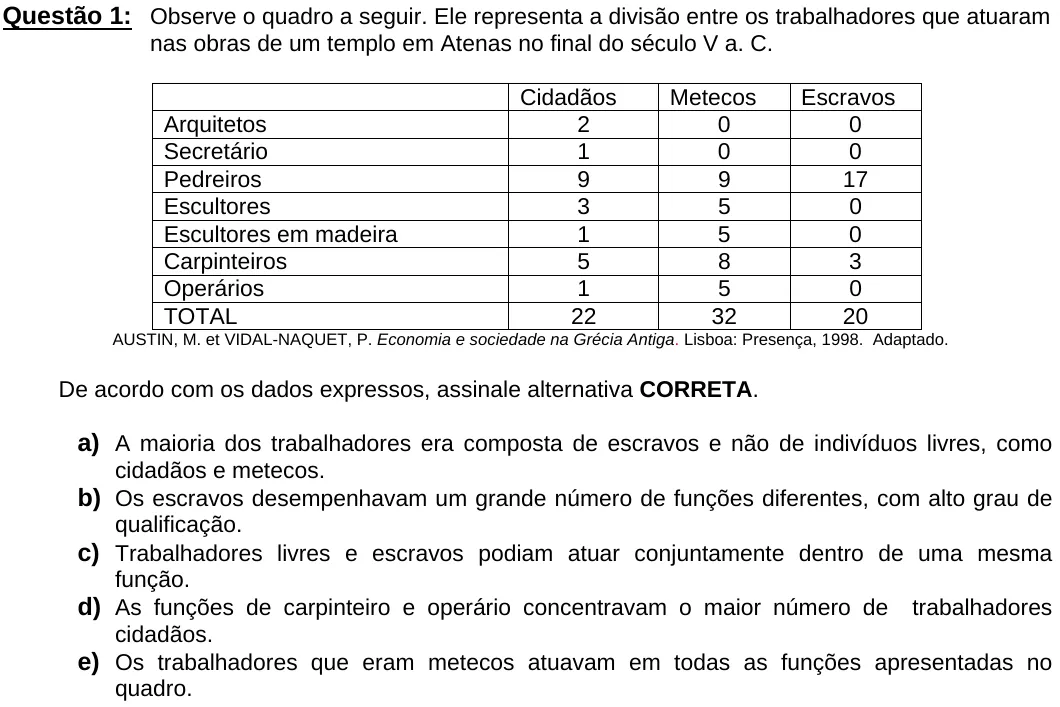 Questão 1: Observe o quadro a seguir. Ele representa a divisão entre os trabalhadores que atuaram
nas obras de um templo em Atenas no final do século V a. C.
Cidadãos Metecos Escravos
Arquitetos 2 0 0
Secretário 1 0 0
Pedreiros 9 9 17
Escultores 3 5 0
Escultores em madeira 1 5 0
Carpinteiros 5 8 3
Operários 1 5 0
TOTAL 22 32 20
AUSTIN, M. et VIDAL-NAQUET, P. Economia e sociedade na Grécia Antiga. Lisboa: Presença, 1998. Adaptado.
De acordo com os dados expressos, assinale alternativa CORRETA.
a) A maioria dos trabalhadores era composta de escravos e não de indivíduos livres, como
cidadãos e metecos.
b) Os escravos desempenhavam um grande número de funções diferentes, com alto grau de
qualificação.
c) Trabalhadores livres e escravos podiam atuar conjuntamente dentro de uma mesma
função.
d) As funções de carpinteiro e operário concentravam o maior número de trabalhadores
cidadãos.
e) Os trabalhadores que eram metecos atuavam em todas as funções apresentadas no
quadro.